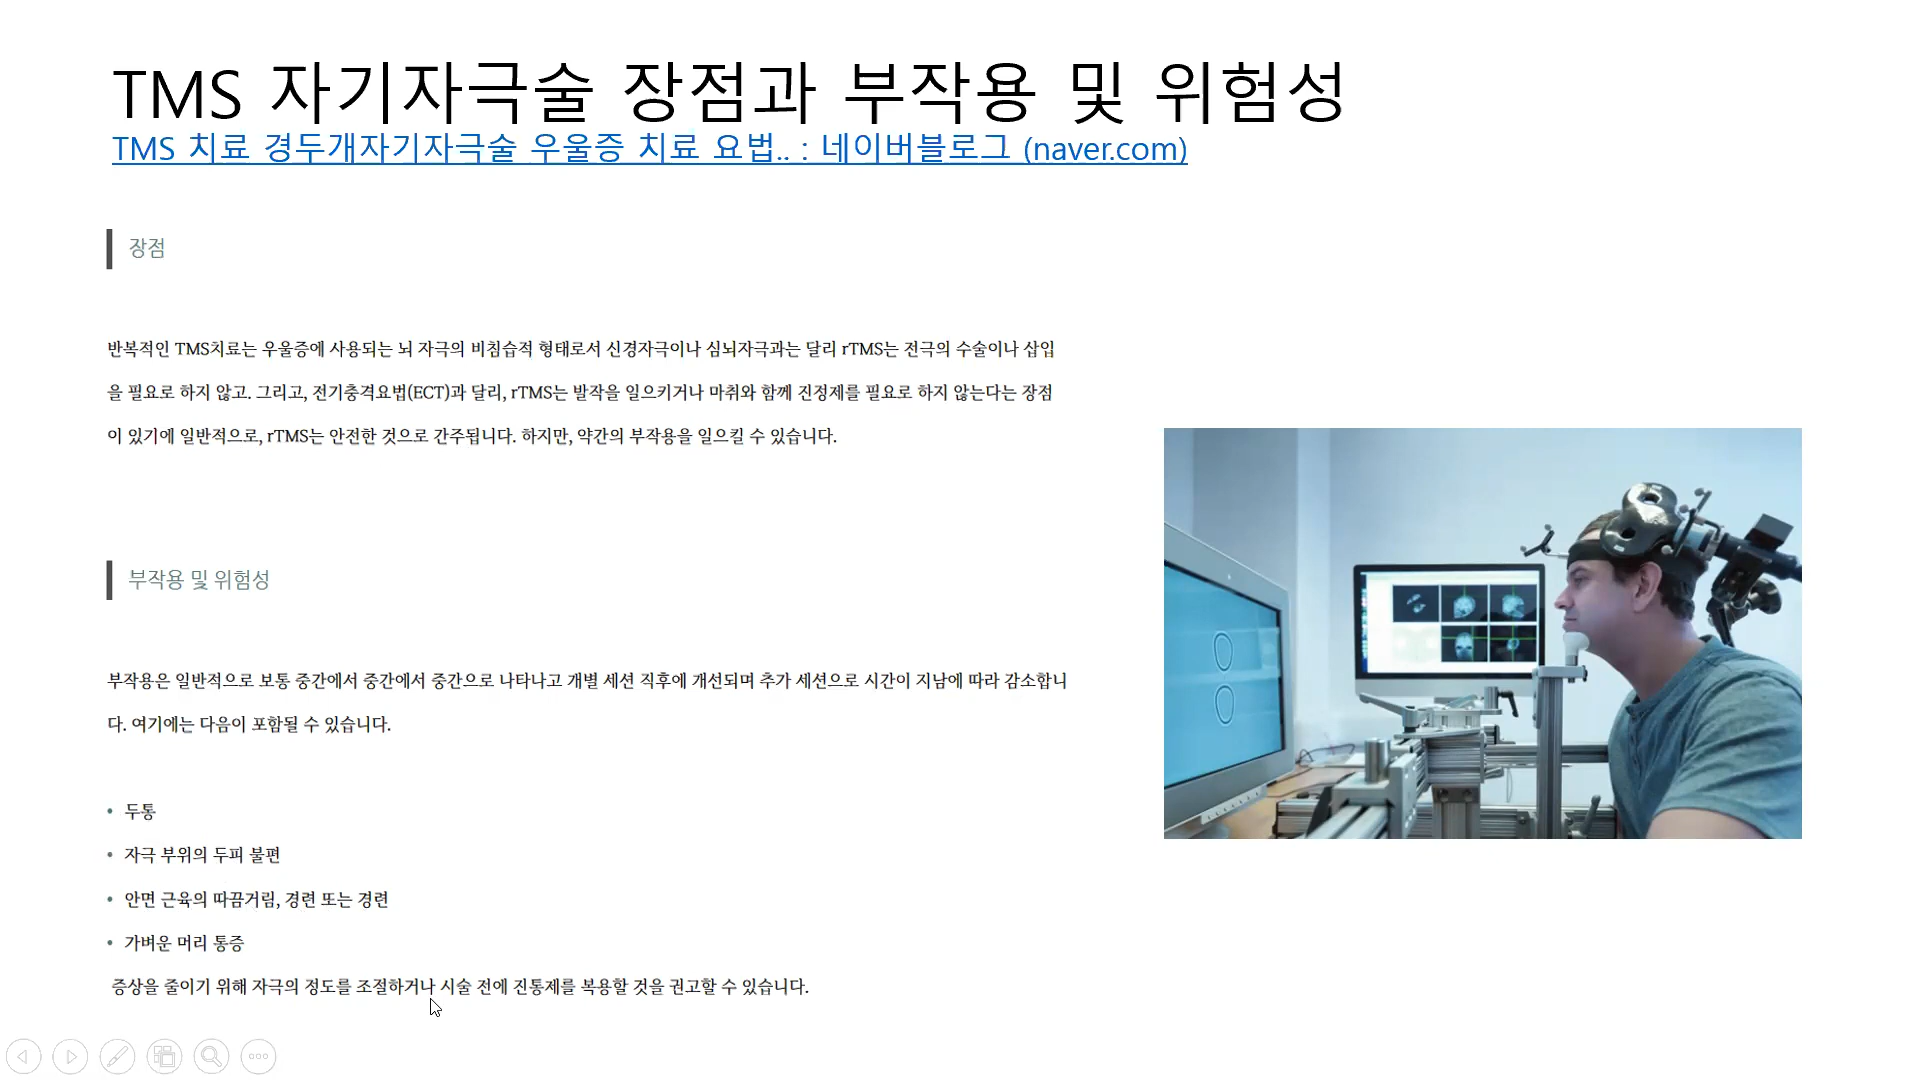 TMS 자기자극술 장점과 부작용 및 위험성
TMS 치료 경두개자기자극술 우울증 치료 요법.. : 네이버블로그 (naver.com)
장점
반복적인 TMS치료는 우울증에 사용되는 뇌 자극의 비침습적 형태로서 신경자극이나 심뇌자극과는 달리 rTMS는 전극의 수술이나 삽입
을 필요로 하지 않고. 그리고, 전기충격요법(ECT)과 달리, rTMS는 발작을 일으키거나 마취와 함께 진정제를 필요로 하지 않는다는 장점
이 있기에 일반적으로, rTMS는 안전한 것으로 간주됩니다. 하지만, 약간의 부작용을 일으킬 수 있습니다.
부작용 및 위험성
부작용은 일반적으로 보통 중간에서 중간에서 중간으로 나타나고 개별 세션 직후에 개선되며 추가 세션으로 시간이 지남에 따라 감소합니
다. 여기에는 다음이 포함될 수 있습니다.
• 두통
• 자극 부위의 두피 불편
• 안면 근육의 따끔거림, 경련 또는 경련
• 가벼운 머리 통증
증상을 줄이기 위해 자극의 정도를 조절하거나 시술 전에 진통제를 복용할 것을 권고할 수 있습니다.